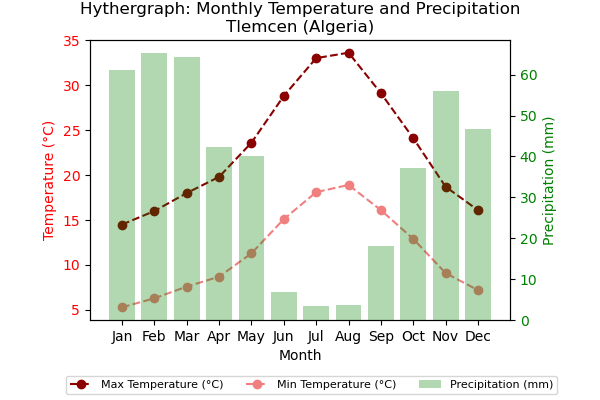 Hythergraph: Monthly Temperature and Precipitation
Tlemcen (Algeria)
Temperature (°C)
35
30
25
20
15
10
5
Precipitation (mm)
60
50
40
30
20
10
0
Jan Feb Mar Apr May Jun Jul Aug Sep Oct Nov Dec
Month
Max Temperature (°C) Min Temperature (°C) Precipitation (mm)